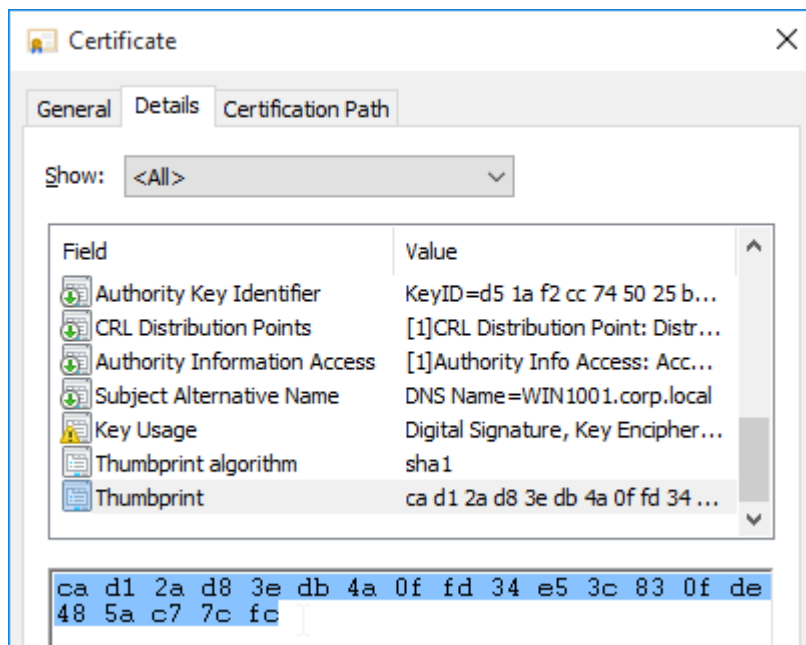 Certificate
General Details Certification Path
Show: <All>
Field Value
Authority Key Identifier KeyID=d5 1a f2 cc 74 50 25 b...
CRL Distribution Points [1]CRL Distribution Point: Distr...
Authority Information Access [1]Authority Info Access: Acc...
Subject Alternative Name DNS Name=WIN1001.corp.local
Key Usage Digital Signature, Key Encipher...
Thumbprint algorithm sha1
Thumbprint ca d1 2a d8 3e db 4a 0f fd 34 ...
ca d1 2a d8 3e db 4a 0f fd 34 e5 3c 83 0f de
48 5a c7 7c fc